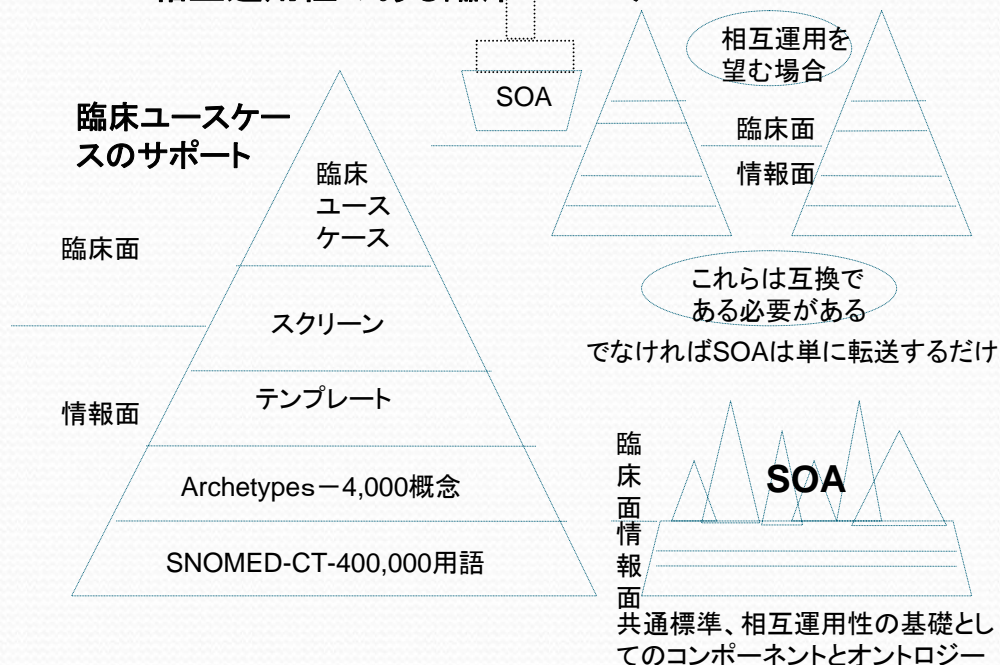 臨床ユースケー
スのサポート
臨床
ユース
ケース
臨床面
スクリーン
テンプレート
情報面
Archetypes－4,000概念
SNOMED-CT-400,000用語
SOA
相互運用を
望む場合
臨床面
情報面
これらは互換で
ある必要がある
でなければSOAは単に転送するだけ
臨
床
面
情
報
面
SOA
共通標準、相互運用性の基礎とし
てのコンポーネントとオントロジー